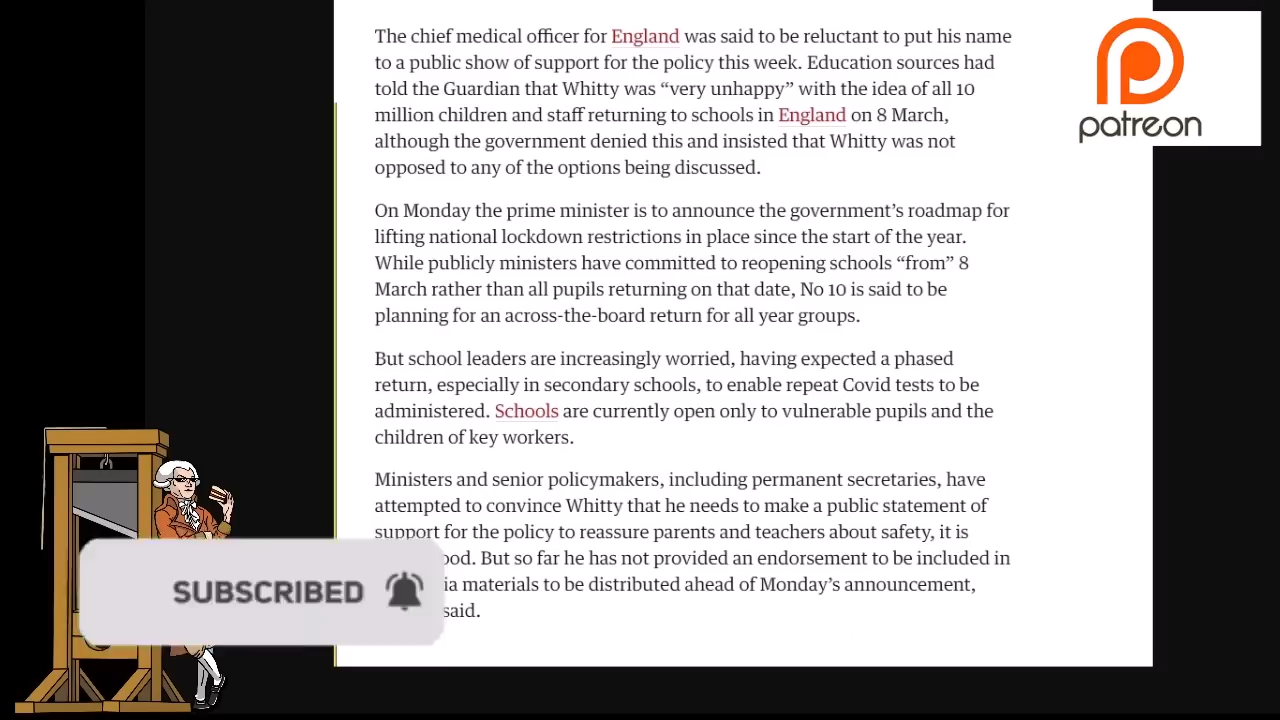 The chief medical officer for England was said to be reluctant to put his name
to a public show of support for the policy this week. Education sources had
told the Guardian that Whitty was “very unhappy” with the idea of all 10
million children and staff returning to schools in England on 8 March,
although the government denied this and insisted that Whitty was not
opposed to any of the options being discussed.
On Monday the prime minister is to announce the government’s roadmap for
lifting national lockdown restrictions in place since the start of the year.
While publicly ministers have committed to reopening schools “from” 8
March rather than all pupils returning on that date, No 10 is said to be
planning for an across-the-board return for all year groups.
But school leaders are increasingly worried, having expected a phased
return, especially in secondary schools, to enable repeat Covid tests to be
administered. Schools are currently open only to vulnerable pupils and the
children of key workers.
Ministers and senior policymakers, including permanent secretaries, have
attempted to convince Whitty that he needs to make a public statement of
support for the policy to reassure parents and teachers about safety, it is
ood. But so far he has not provided an endorsement to be included in
ia materials to be distributed ahead of Monday’s announcement,
said.
patreon
SUBSCRIBED